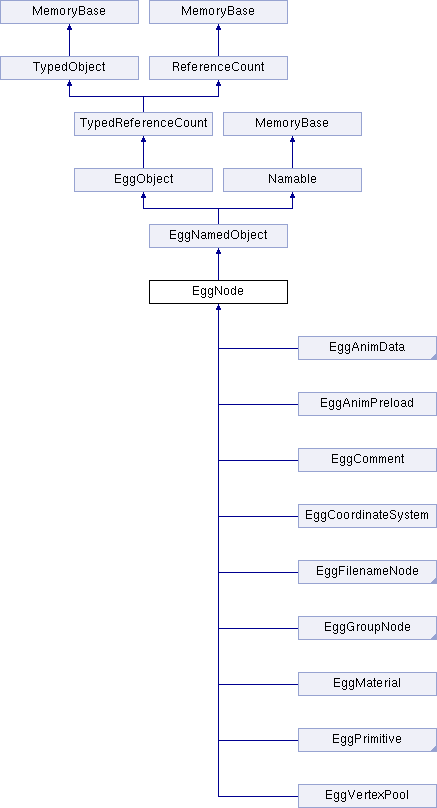 MemoryBase MemoryBase
TypedObject ReferenceCount
TypedReferenceCount MemoryBase
EggObject Namable
EggNamedObject
EggNode
EggAnimData
EggAnimPreload
EggComment
EggCoordinateSystem
EggFilenameNode
EggGroupNode
EggMaterial
EggPrimitive
EggVertexPool